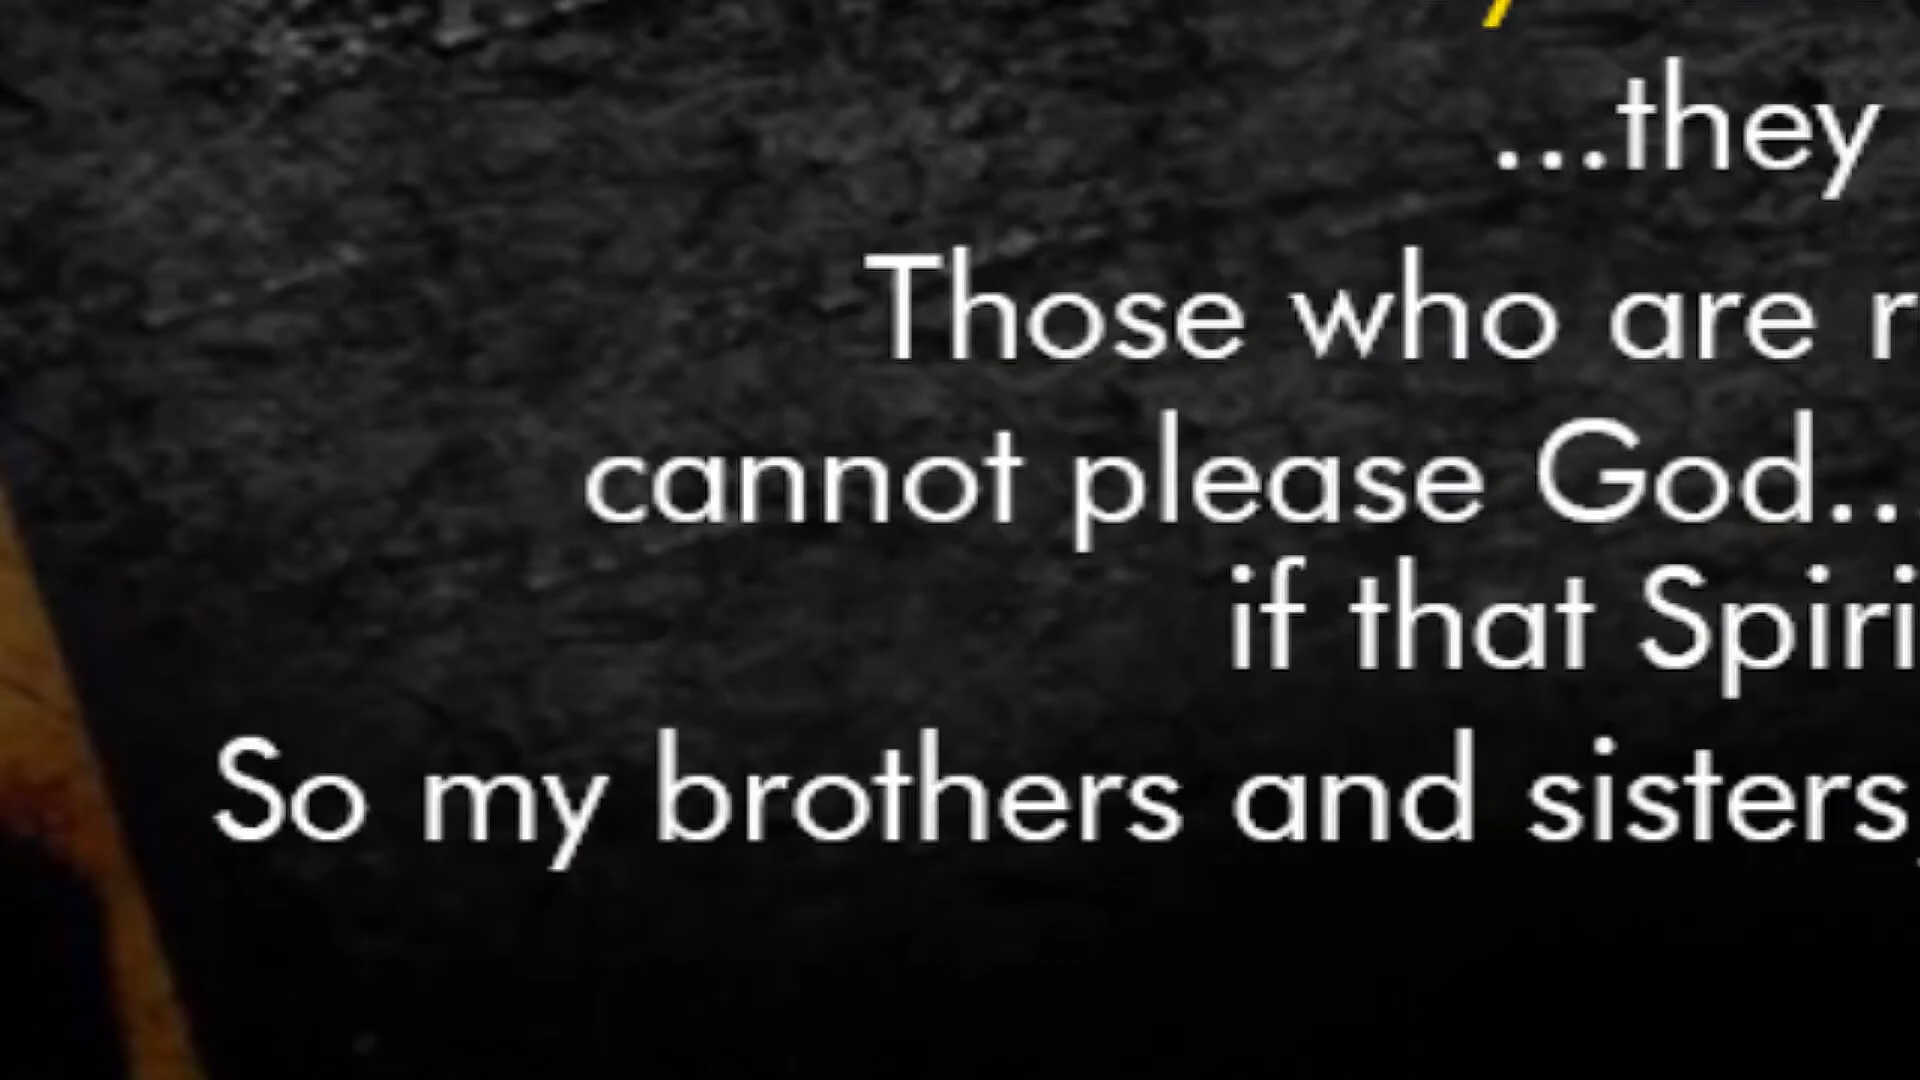 ...they
Those who are r
cannot please God...
if that Spiri
So my brothers and sisters,